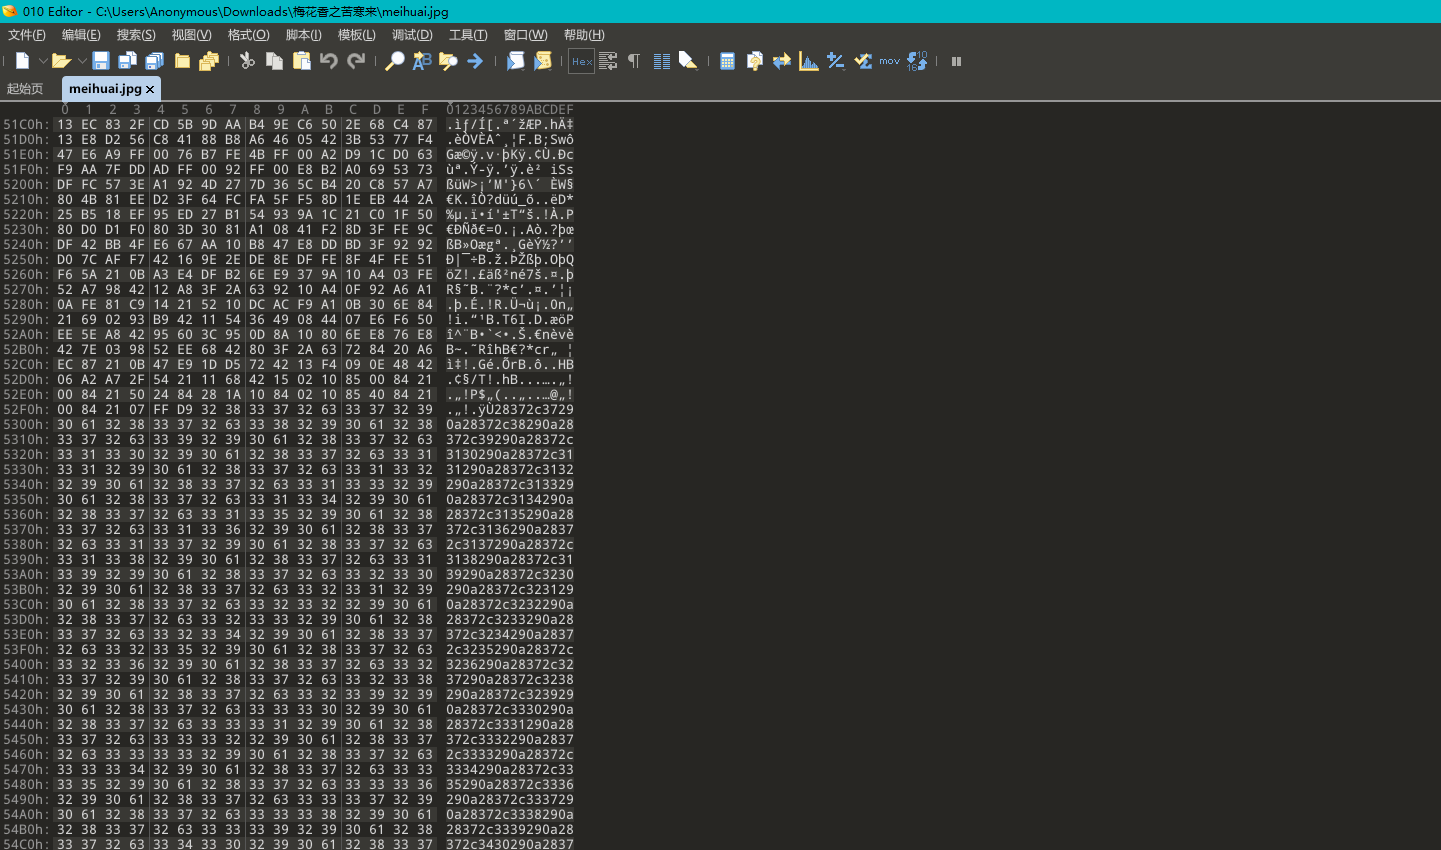 010 Editor - C:\Users\Anonymous\Downloads\梅花香之苦寒来\meihuai.jpg
文件(F) 编辑(E) 搜索(S) 视图(V) 格式(O) 脚本(I) 模板(L) 调试(D) 工具(T) 窗口(W) 帮助(H)
Hex mov 10 16
起始页 meihuai.jpg ×
0 1 2 3 4 5 6 7 8 9 A B C D E F 0123456789ABCDEF
51C0h: 13 EC 83 2F CD 5B 9D AA B4 9E C6 50 2E 68 C4 87 .ìƒ/Í[.ª´žÆP.hÄ‡
51D0h: 13 E8 D2 56 C8 41 88 B8 A6 46 05 42 3B 53 77 F4 .èÒVÈAˆ¸¦F.B;Swô
51E0h: 47 E6 A9 FF 00 76 B7 FE 4B FF 00 A2 D9 1C D0 63 Gæ©ÿ.v·þKÿ.¢Ù.Ðc
51F0h: F9 AA 7F DD AD FF 00 92 FF 00 E8 B2 A0 69 53 73 ùª.Ý-ÿ.’ÿ.è² iSs
5200h: DF FC 57 3E A1 92 4D 27 7D 36 5C B4 20 C8 57 A7 ßüW>¡’M'}6\´ ÈW§
5210h: 80 4B 81 EE D2 3F 64 FC FA 5F F5 8D 1E EB 44 2A €K.îÒ?düú_õ..ëD*
5220h: 25 B5 18 EF 95 ED 27 B1 54 93 9A 1C 21 C0 1F 50 %µ.ï•í'±T“š.!À.P
5230h: 80 D0 D1 F0 80 3D 30 81 A1 08 41 F2 8D 3F FE 9C €ÐÑð€=0.¡.Aò.?þœ
5240h: DF 42 BB 4F E6 67 AA 10 B8 47 E8 DD BD 3F 92 92 ßB»Oægª.¸GèÝ½?’’
5250h: D0 7C AF F7 42 16 9E 2E DE 8E DF FE 8F 4F FE 51 Ð|¯÷B.ž.ÞŽßþ.OþQ
5260h: F6 5A 21 0B A3 E4 DF B2 6E E9 37 9A 10 A4 03 FE öZ!.£äß²né7š.¤.þ
5270h: 52 A7 98 42 12 A8 3F 2A 63 92 10 A4 0F 92 A6 A1 R§˜B.¨?*c’.¤.’¦¡
5280h: 0A FE 81 C9 14 21 52 10 DC AC F9 A1 0B 30 6E 84 .þ.É.!R.Ü¬ù¡.0n„
5290h: 21 69 02 93 B9 42 11 54 36 49 08 44 07 E6 F6 50 !i.“¹B.T6I.D.æöP
52A0h: EE 5E A8 42 95 60 3C 95 0D 8A 10 80 6E E8 76 E8 î^¨B•`<•.Š.€nèvè
52B0h: 42 7E 03 98 52 EE 68 42 80 3F 2A 63 72 84 20 A6 B~.˜RîhB€?*cr„ ¦
52C0h: EC 87 21 0B 47 E9 1D D5 72 42 13 F4 09 0E 48 42 ì‡!.Gé.ÕrB.ô..HB
52D0h: 06 A2 A7 2F 54 21 11 68 42 15 02 10 85 00 84 21 .¢§/T!.hB...….„!
52E0h: 00 84 21 50 24 84 28 1A 10 84 02 10 85 40 84 21 .„!P$„(..„..…@„!
52F0h: 00 84 21 07 FF D9 32 38 33 37 32 63 33 37 32 39 .„!.ÿÙ28372c3729
5300h: 30 61 32 38 33 37 32 63 33 38 32 39 30 61 32 38 0a28372c38290a28
5310h: 33 37 32 63 33 39 32 39 30 61 32 38 33 37 32 63 372c39290a28372c
5320h: 33 31 33 30 32 39 30 61 32 38 33 37 32 63 33 31 3130290a28372c31
5330h: 33 31 32 39 30 61 32 38 33 37 32 63 33 31 33 32 31290a28372c3132
5340h: 32 39 30 61 32 38 33 37 32 63 33 31 33 33 32 39 290a28372c313329
5350h: 30 61 32 38 33 37 32 63 33 31 33 34 32 39 30 61 0a28372c3134290a
5360h: 32 38 33 37 32 63 33 31 33 35 32 39 30 61 32 38 28372c3135290a28
5370h: 33 37 32 63 33 31 33 36 32 39 30 61 32 38 33 37 372c3136290a2837
5380h: 32 63 33 31 33 37 32 39 30 61 32 38 33 37 32 63 2c3137290a28372c
5390h: 33 31 33 38 32 39 30 61 32 38 33 37 32 63 33 31 3138290a28372c31
53A0h: 33 39 32 39 30 61 32 38 33 37 32 63 33 32 33 30 39290a28372c3230
53B0h: 32 39 30 61 32 38 33 37 32 63 33 32 33 31 32 39 290a28372c323129
53C0h: 30 61 32 38 33 37 32 63 33 32 33 32 32 39 30 61 0a28372c3232290a
53D0h: 32 38 33 37 32 63 33 32 33 33 32 39 30 61 32 38 28372c3233290a28
53E0h: 33 37 32 63 33 32 33 34 32 39 30 61 32 38 33 37 372c3234290a2837
53F0h: 32 63 33 32 33 35 32 39 30 61 32 38 33 37 32 63 2c3235290a28372c
5400h: 33 32 33 36 32 39 30 61 32 38 33 37 32 63 33 32 3236290a28372c32
5410h: 33 37 32 39 30 61 32 38 33 37 32 63 33 32 33 38 37290a28372c3238
5420h: 32 39 30 61 32 38 33 37 32 63 33 32 33 39 32 39 290a28372c323929
5430h: 30 61 32 38 33 37 32 63 33 33 33 30 32 39 30 61 0a28372c3330290a
5440h: 32 38 33 37 32 63 33 33 33 31 32 39 30 61 32 38 28372c3331290a28
5450h: 33 37 32 63 33 33 33 32 32 39 30 61 32 38 33 37 372c3332290a2837
5460h: 32 63 33 33 33 33 32 39 30 61 32 38 33 37 32 63 2c3333290a28372c
5470h: 33 33 33 34 32 39 30 61 32 38 33 37 32 63 33 33 3334290a28372c33
5480h: 33 35 32 39 30 61 32 38 33 37 32 63 33 33 33 36 35290a28372c3336
5490h: 32 39 30 61 32 38 33 37 32 63 33 33 33 37 32 39 290a28372c333729
54A0h: 30 61 32 38 33 37 32 63 33 33 33 38 32 39 30 61 0a28372c3338290a
54B0h: 32 38 33 37 32 63 33 33 33 39 32 39 30 61 32 38 28372c3339290a28
54C0h: 33 37 32 63 33 34 33 30 32 39 30 61 32 38 33 37 372c3430290a2837